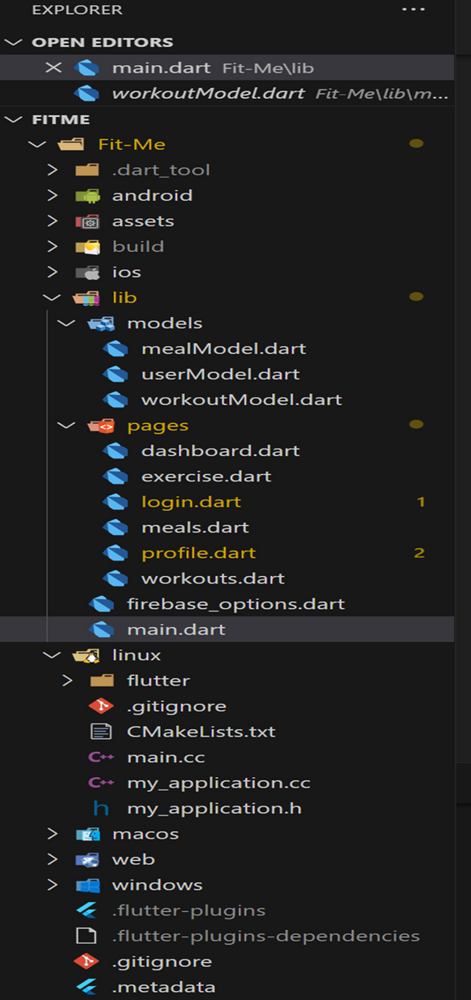 EXPLORER ···
OPEN EDITORS
main.dart Fit-Me\lib
workoutModel.dart Fit-Me\lib\m...
FITME
Fit-Me
.dart_tool
android
assets
build
ios
lib
models
mealModel.dart
userModel.dart
workoutModel.dart
pages
dashboard.dart
exercise.dart
login.dart 1
meals.dart
profile.dart 2
workouts.dart
firebase_options.dart
main.dart
linux
flutter
.gitignore
CMakeLists.txt
C++ main.cc
C++ my_application.cc
h my_application.h
macos
web
windows
.flutter-plugins
.flutter-plugins-dependencies
.gitignore
.metadata